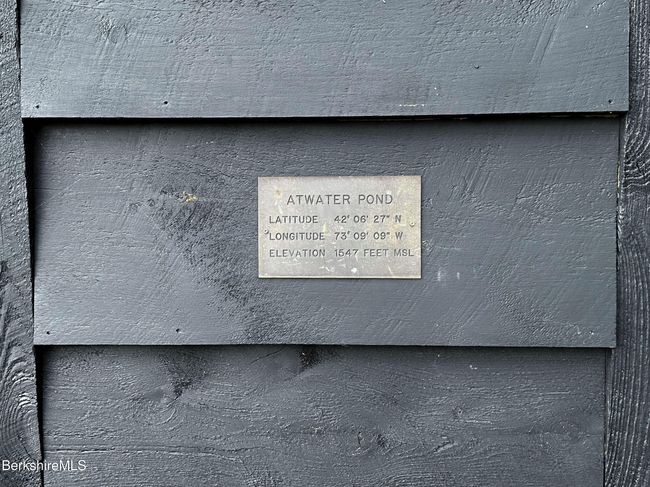 ATWATER POND
LATITUDE 42' 06' 27" N
LONGITUDE 73' 09' 09" W
ELEVATION 1547 FEET MSL
BerkshireMLS